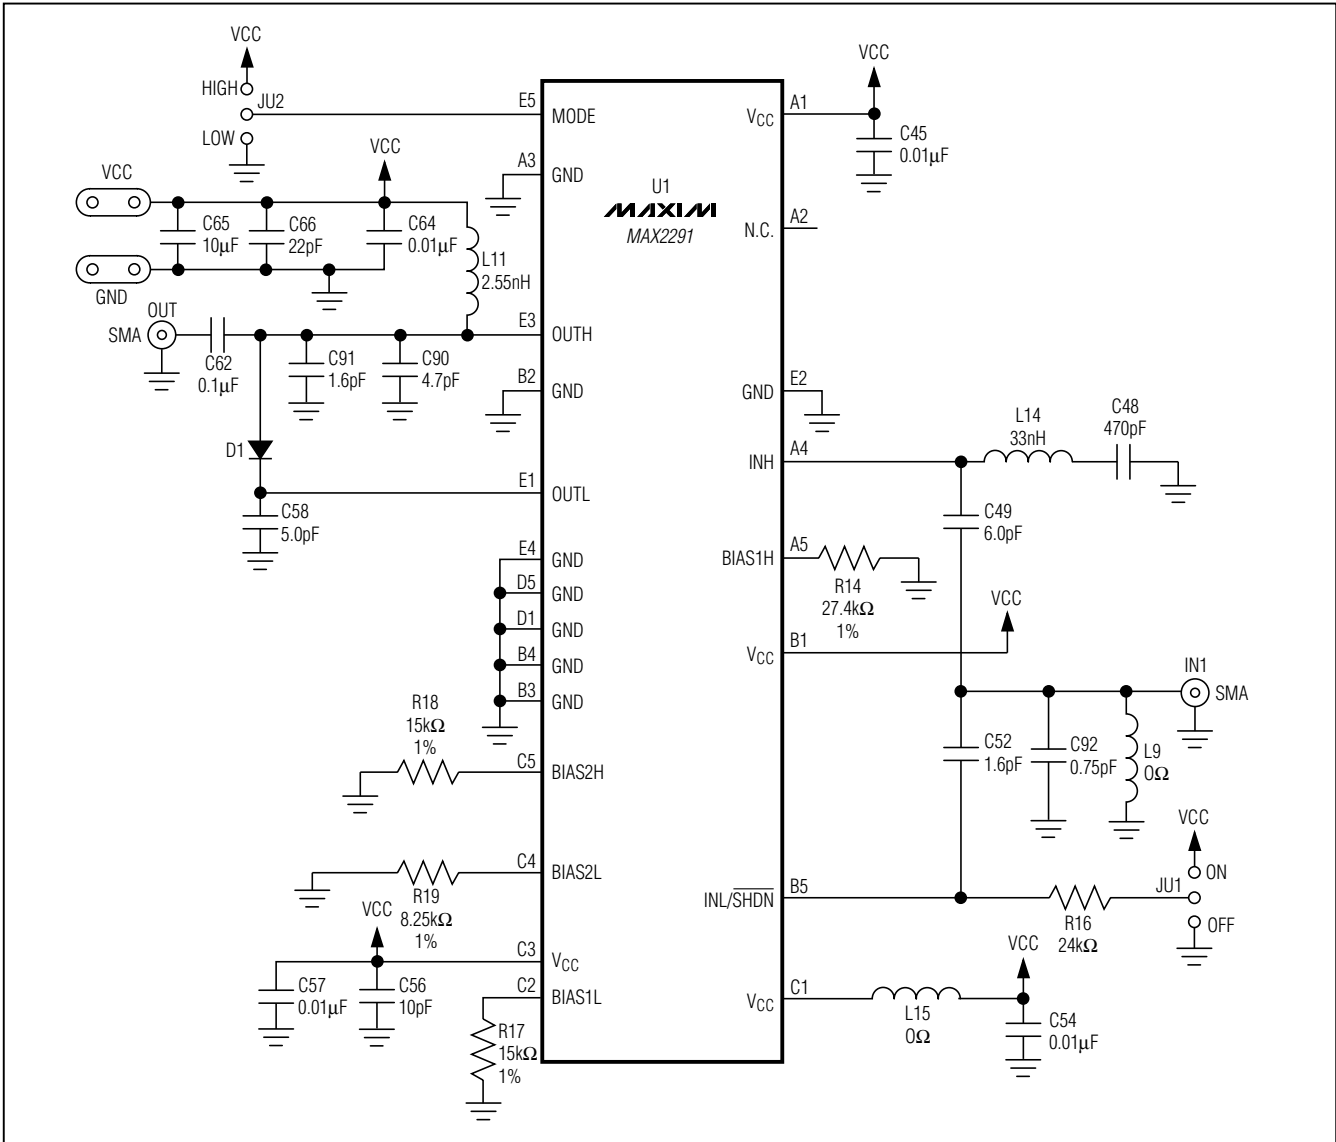 VCC
HIGH
JU2
LOW
E5
MODE
VCC
A3
GND
VCC
C65
10µF
C66
22pF
C64
0.01µF
L11
2.55nH
GND
OUT
SMA
C62
0.1µF
E3
OUTH
C91
1.6pF
C90
4.7pF
B2
GND
D1
E1
OUTL
C58
5.0pF
E4
GND
D5
GND
D1
GND
B4
GND
B3
GND
R18
15kΩ
1%
C5
BIAS2H
C4
BIAS2L
R19
8.25kΩ
1%
VCC
C3
VCC
C57
0.01µF
C56
10pF
C2
BIAS1L
R17
15kΩ
1%
U1
MAXIM
MAX2291
VCC
A1
VCC
C45
0.01µF
A2
N.C.
E2
GND
A4
INH
L14
33nH
C48
470pF
C49
6.0pF
A5
BIAS1H
R14
27.4kΩ
1%
VCC
B1
VCC
IN1
SMA
C52
1.6pF
C92
0.75pF
L9
0Ω
VCC
ON
JU1
OFF
B5
INL/SHDN
R16
24kΩ
C1
VCC
L15
0Ω
VCC
C54
0.01µF